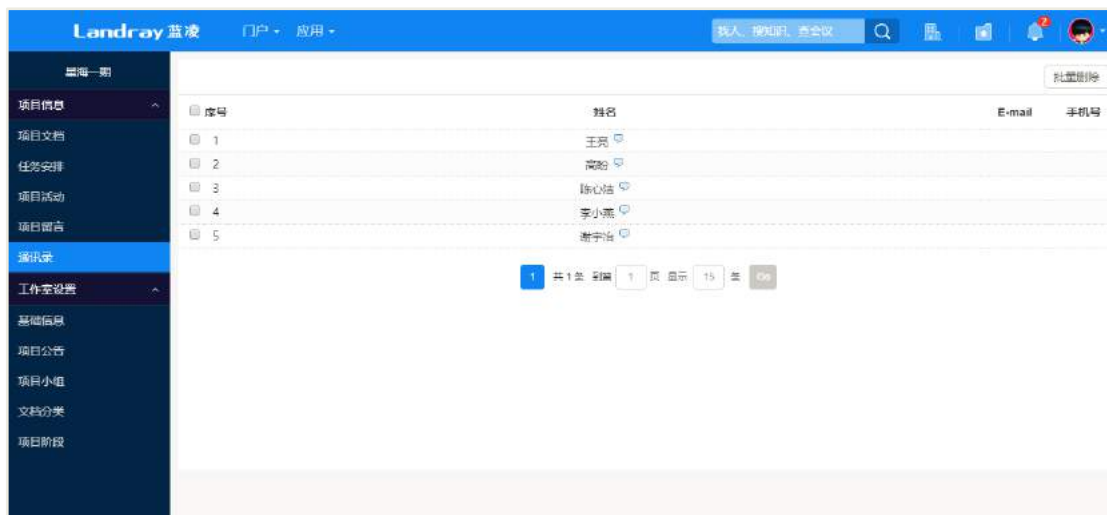 Landray 蓝凌 门户 应用 找人、搜知识、查会议 2
星海一期 批量删除
项目信息
序号 姓名 E-mail 手机号
项目文档
1 王亮
任务安排
2 高盼
项目活动
3 陈心洁
项目留言
4 李小燕
5 谢宇治
通讯录
1 共1条 到第 1 页 显示 15 条 Go
工作室设置
基础信息
项目公告
项目小组
文档分类
项目阶段